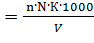 = n·N·K·1000
V